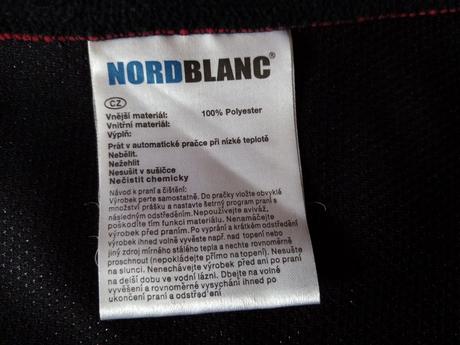 NORDBLANC®
CZ
Vnější materiál: 100% Polyester
Vnitřní materiál:
Výplň:
Prát v automatické pračce při nízké teplotě
Nebělit.
Nežehlit
Nesušit v sušičce
Nečistit chemicky
Návod k praní a čištění:
Výrobek perte samostatně. Do pračky vložte obvyklé
množství prášku a nastavte šetrný program praní s
následným odstředěním. Nepoužívejte aviváž,
poškodíte tím funkci materiálu. Nenamáčejte
výrobek před praním. Po vyprání a krátkém odstředění
výrobek ihned volně vyvěste např. nad topení nebo
jiný zdroj mírného stálého tepla a nechte rovnoměrně
proschnout (nepokládejte přímo na topení). Nesušte
na slunci. Nenechávejte výrobek před ani po praní
na delší dobu ve vodní lázni. Dbejte na volné
vyvěšení a rovnoměrné vysychání ihned po
ukončení praní a odstředění